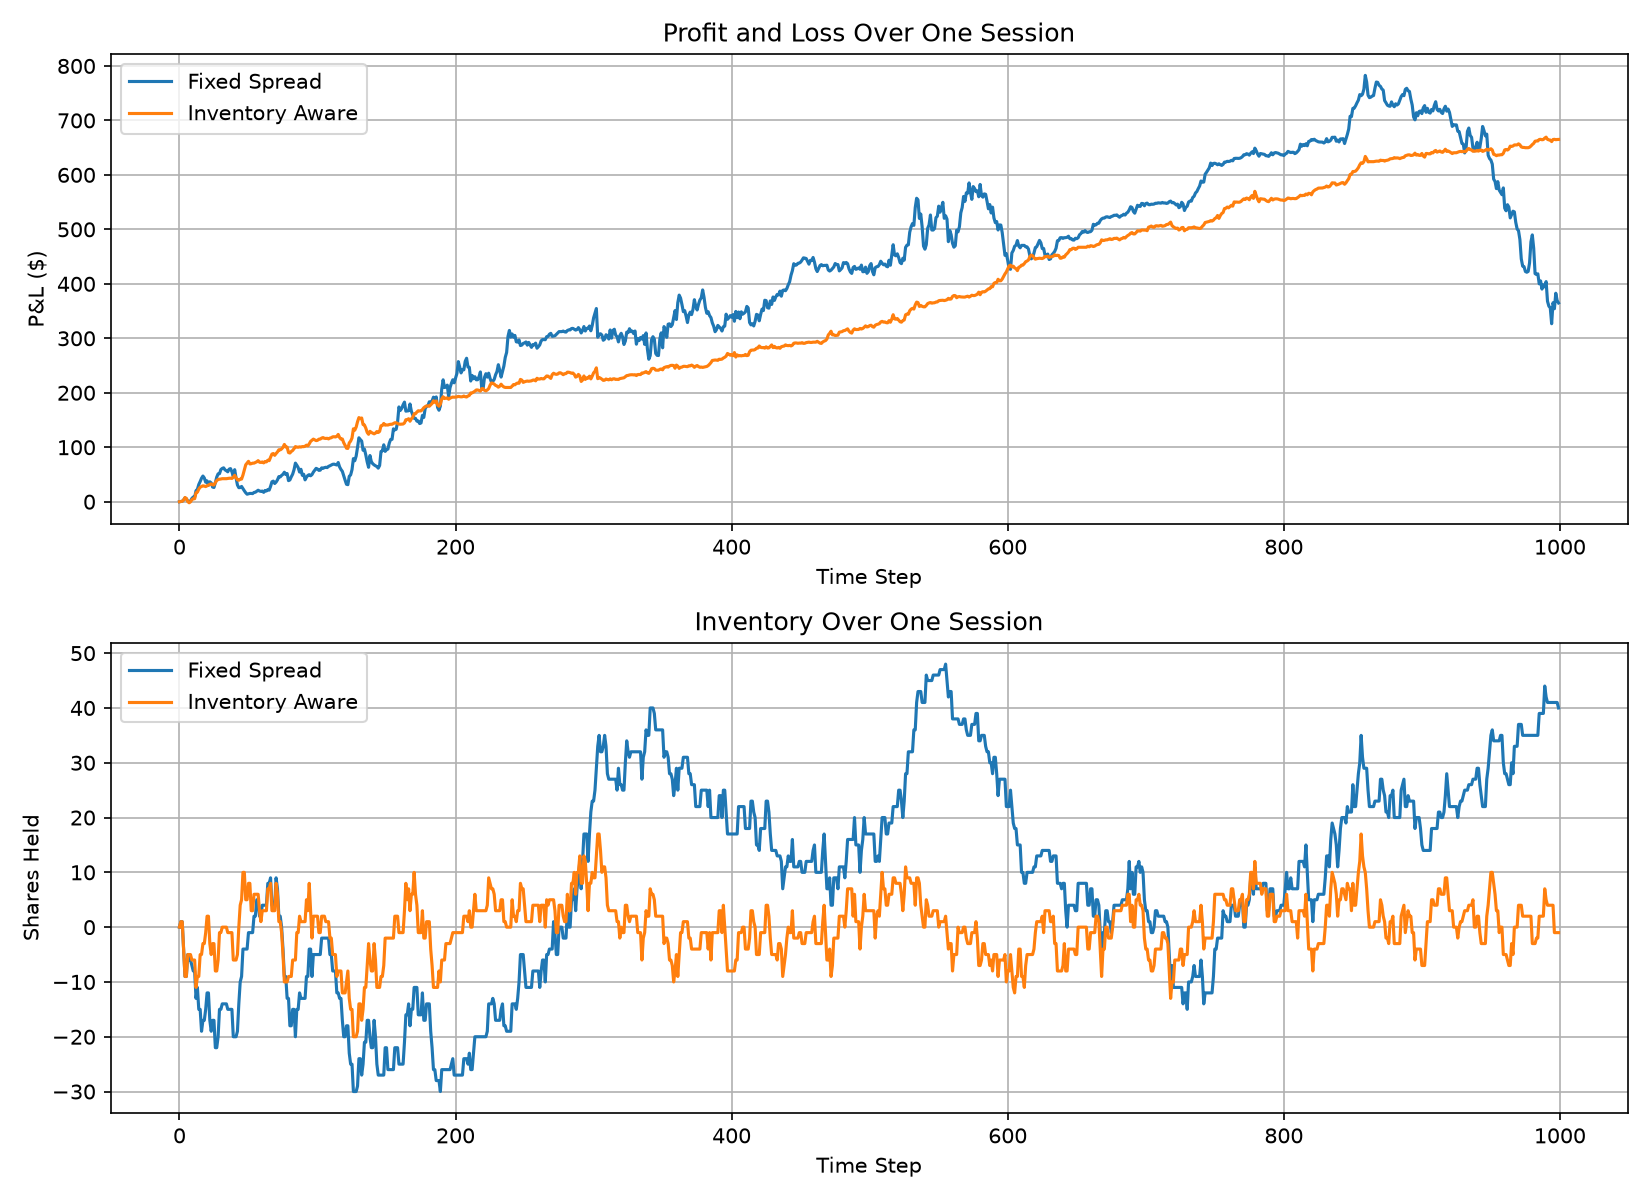 Profit and Loss Over One Session
Fixed Spread
Inventory Aware
800
700
600
500
400
300
200
100
0
P&L ($)
0 200 400 600 800 1000
Time Step
Inventory Over One Session
Fixed Spread
Inventory Aware
50
40
30
20
10
0
−10
−20
−30
Shares Held
0 200 400 600 800 1000
Time Step